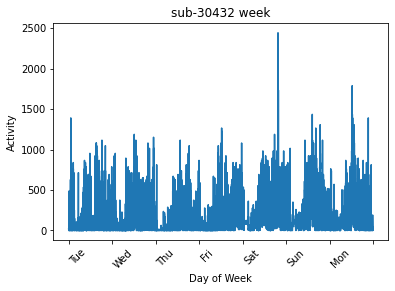 sub-30432 week
Activity
2500
2000
1500
1000
500
0
Tue
Wed
Thu
Fri
Sat
Sun
Mon
Day of Week